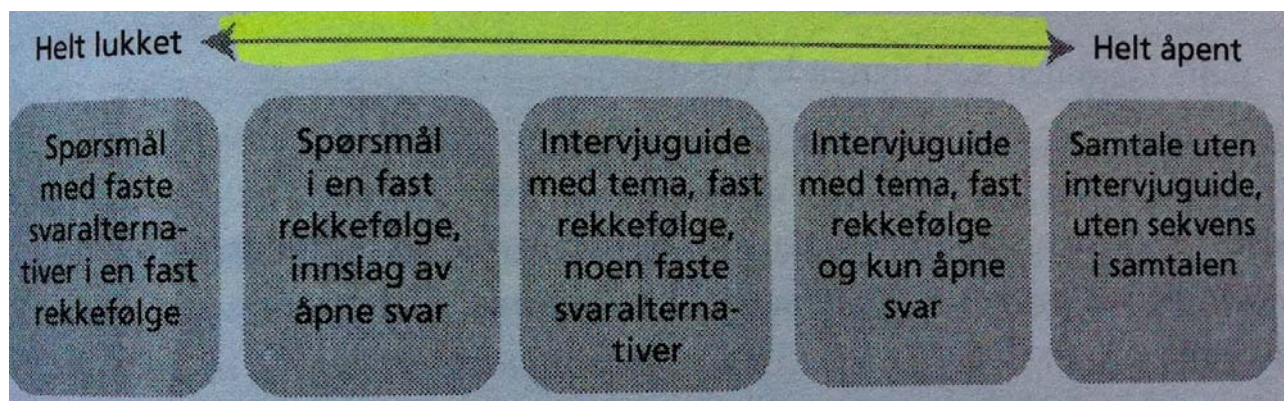 Helt lukket
Helt åpent
Spørsmål
med faste
svaralterna-
tiver i en fast
rekkefølge
Spørsmål
i en fast
rekkefølge,
innslag av
åpne svar
Intervjuguide
med tema, fast
rekkefølge,
noen faste
svaralterna-
tiver
Intervjuguide
med tema, fast
rekkefølge
og kun åpne
svar
Samtale uten
intervjuguide,
uten sekvens
i samtalen